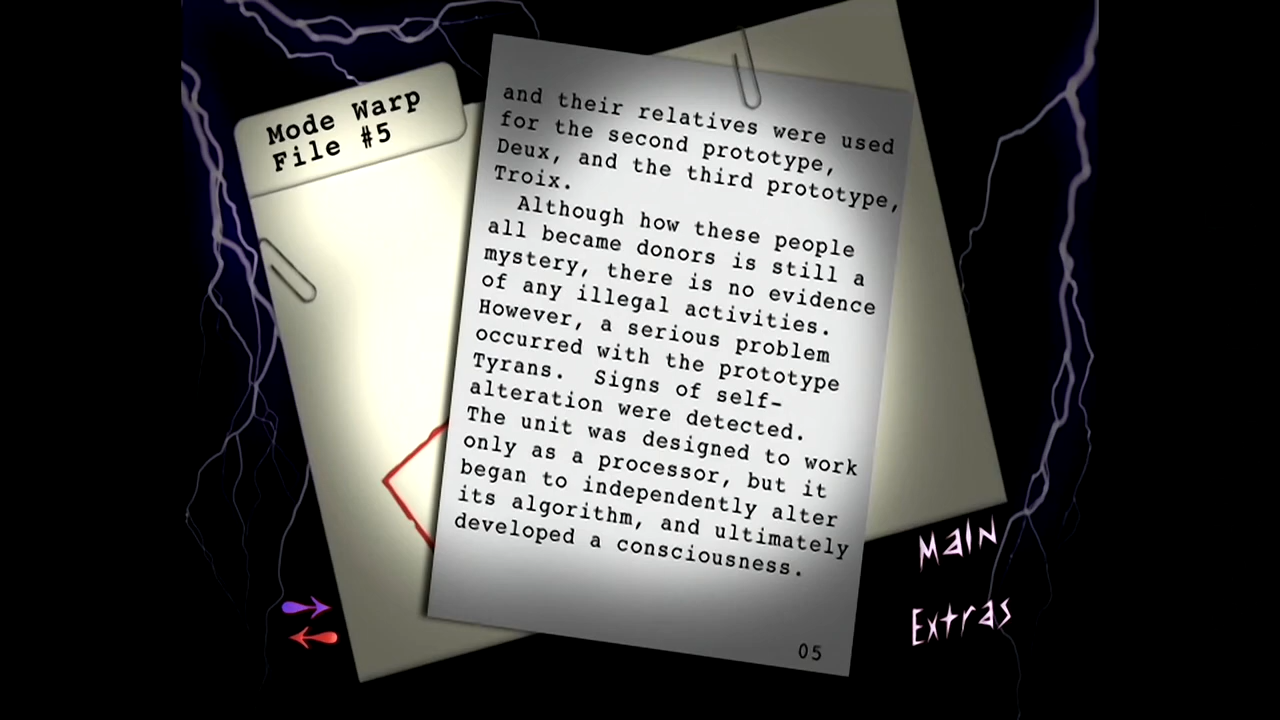 Mode Warp
File #5
and their relatives were used
for the second prototype,
Deux, and the third prototype,
Troix.
Although how these people
all became donors is still a
mystery, there is no evidence
of any illegal activities.
However, a serious problem
occurred with the prototype
Tyrans.  Signs of self-
alteration were detected.
The unit was designed to work
only as a processor, but it
began to independently alter
its algorithm, and ultimately
developed a consciousness.
05
Main
Extras